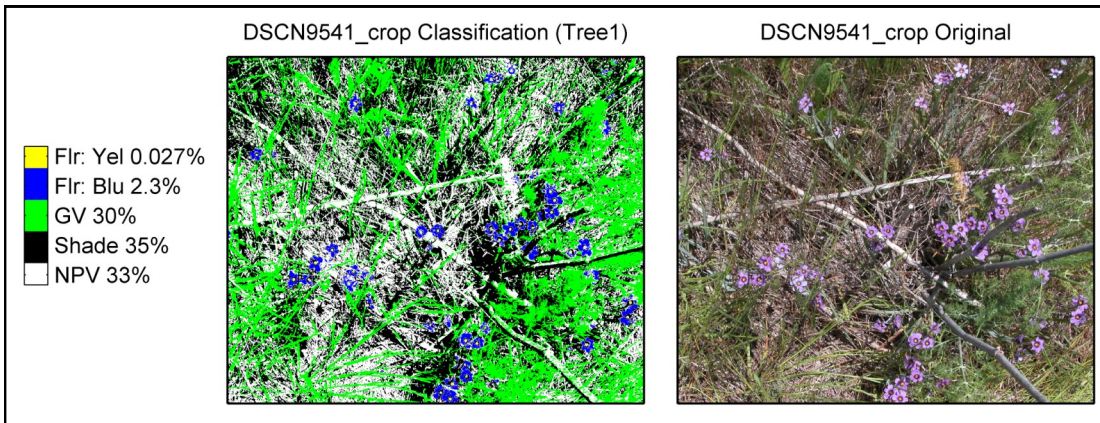 DSCN9541_crop Classification (Tree1)
DSCN9541_crop Original
Flr: Yel 0.027%
Flr: Blu 2.3%
GV 30%
Shade 35%
NPV 33%